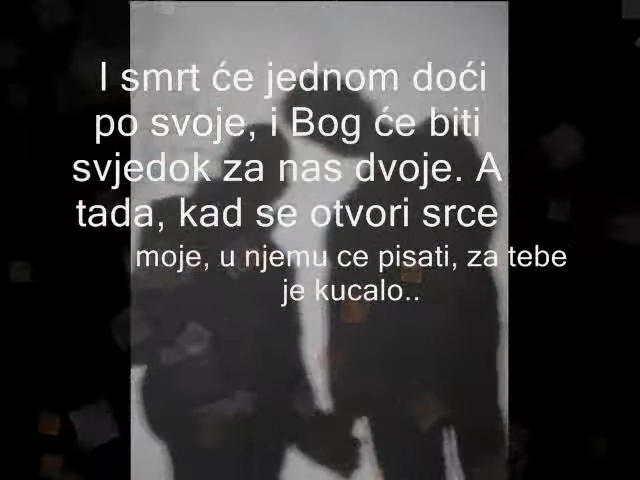 I smrt će jednom doći
po svoje, i Bog će biti
svjedok za nas dvoje. A
tada, kad se otvori srce
moje, u njemu ce pisati, za tebe
je kucalo..